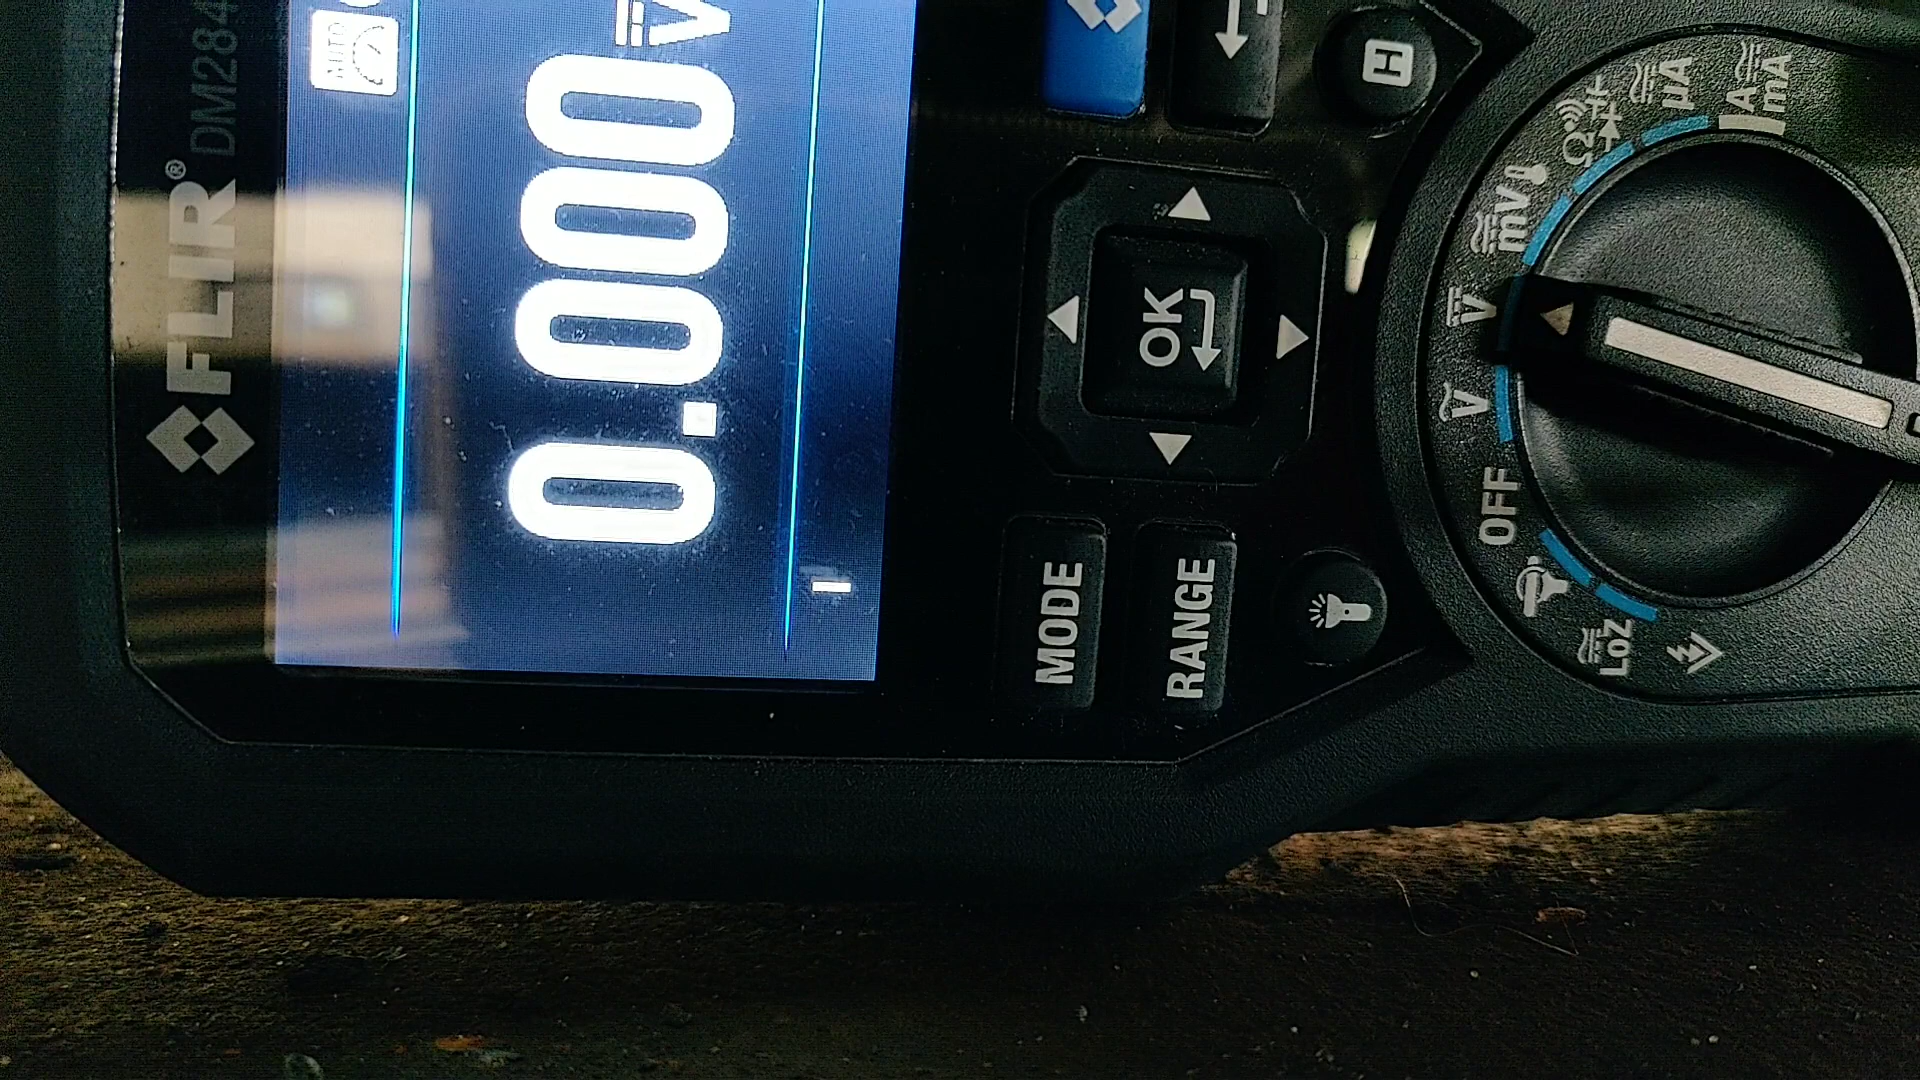 FLIR® DM284
AUTO
0.000 V
MODE
RANGE
OK
H
OFF
V
V
mV
Ω
µA
A
mA
LoZ